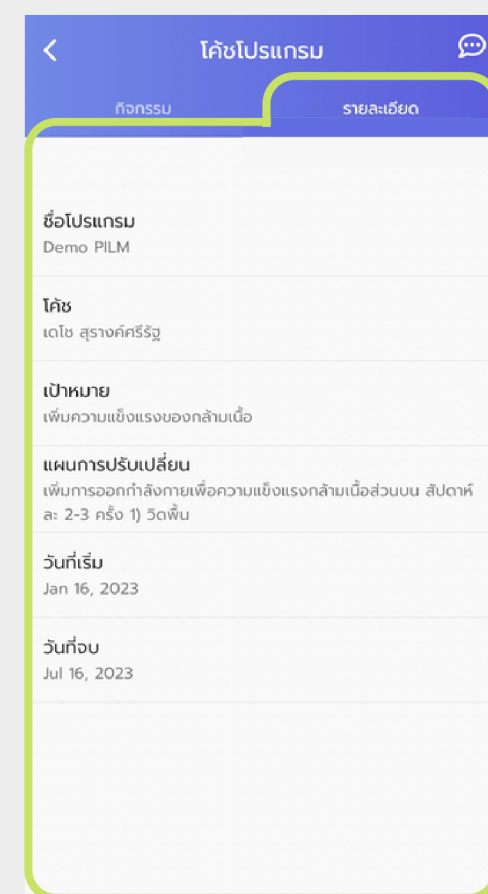 โค้ชโปรแกรม
กิจกรรม
รายละเอียด
ชื่อโปรแกรม
Demo PILM
โค้ช
เดโช สุรางค์ศรีรัฐ
เป้าหมาย
เพิ่มความแข็งแรงของกล้ามเนื้อ
แผนการปรับเปลี่ยน
เพิ่มการออกกำลังกายเพื่อความแข็งแรงกล้ามเนื้อส่วนบน สัปดาห์
ละ 2-3 ครั้ง 1) วิดพื้น
วันที่เริ่ม
Jan 16, 2023
วันที่จบ
Jul 16, 2023